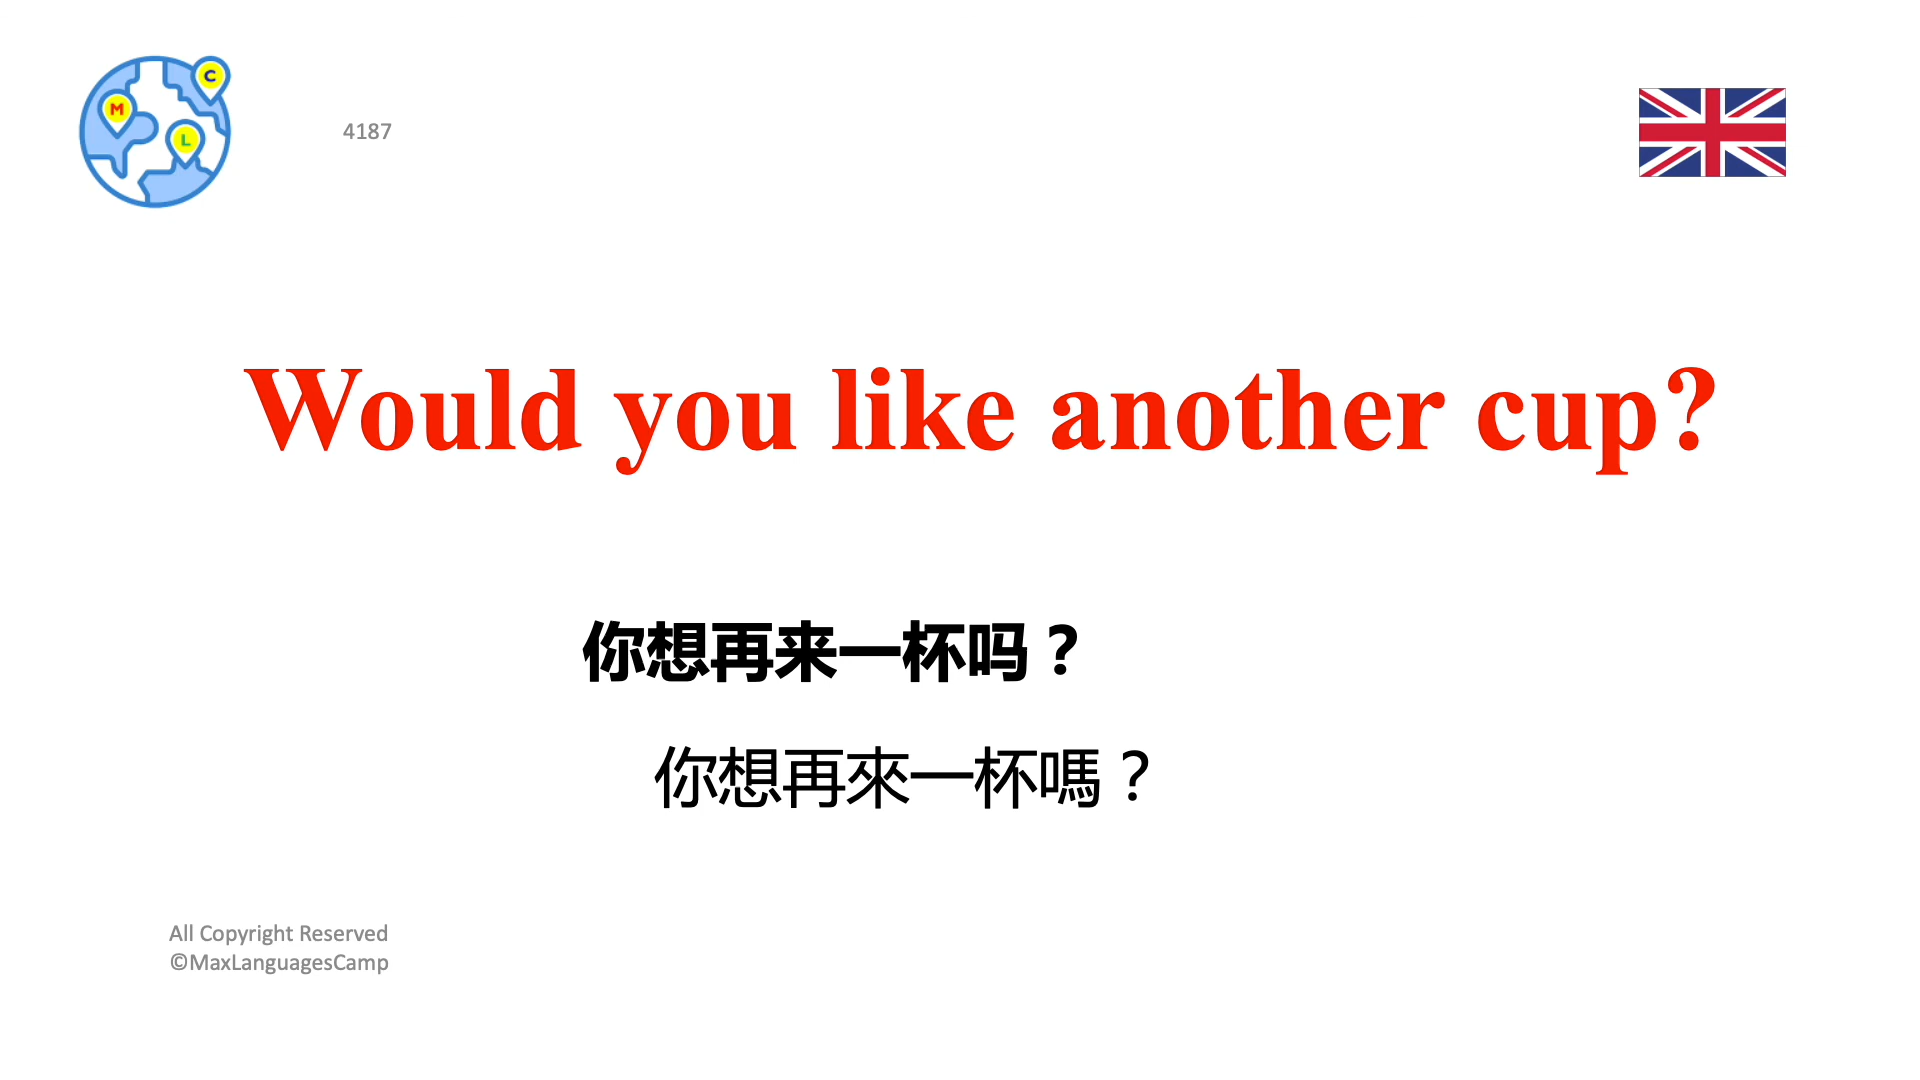 C
M
L
4187
Would you like another cup?
你想再来一杯吗？
你想再來一杯嗎？
All Copyright Reserved
©MaxLanguagesCamp